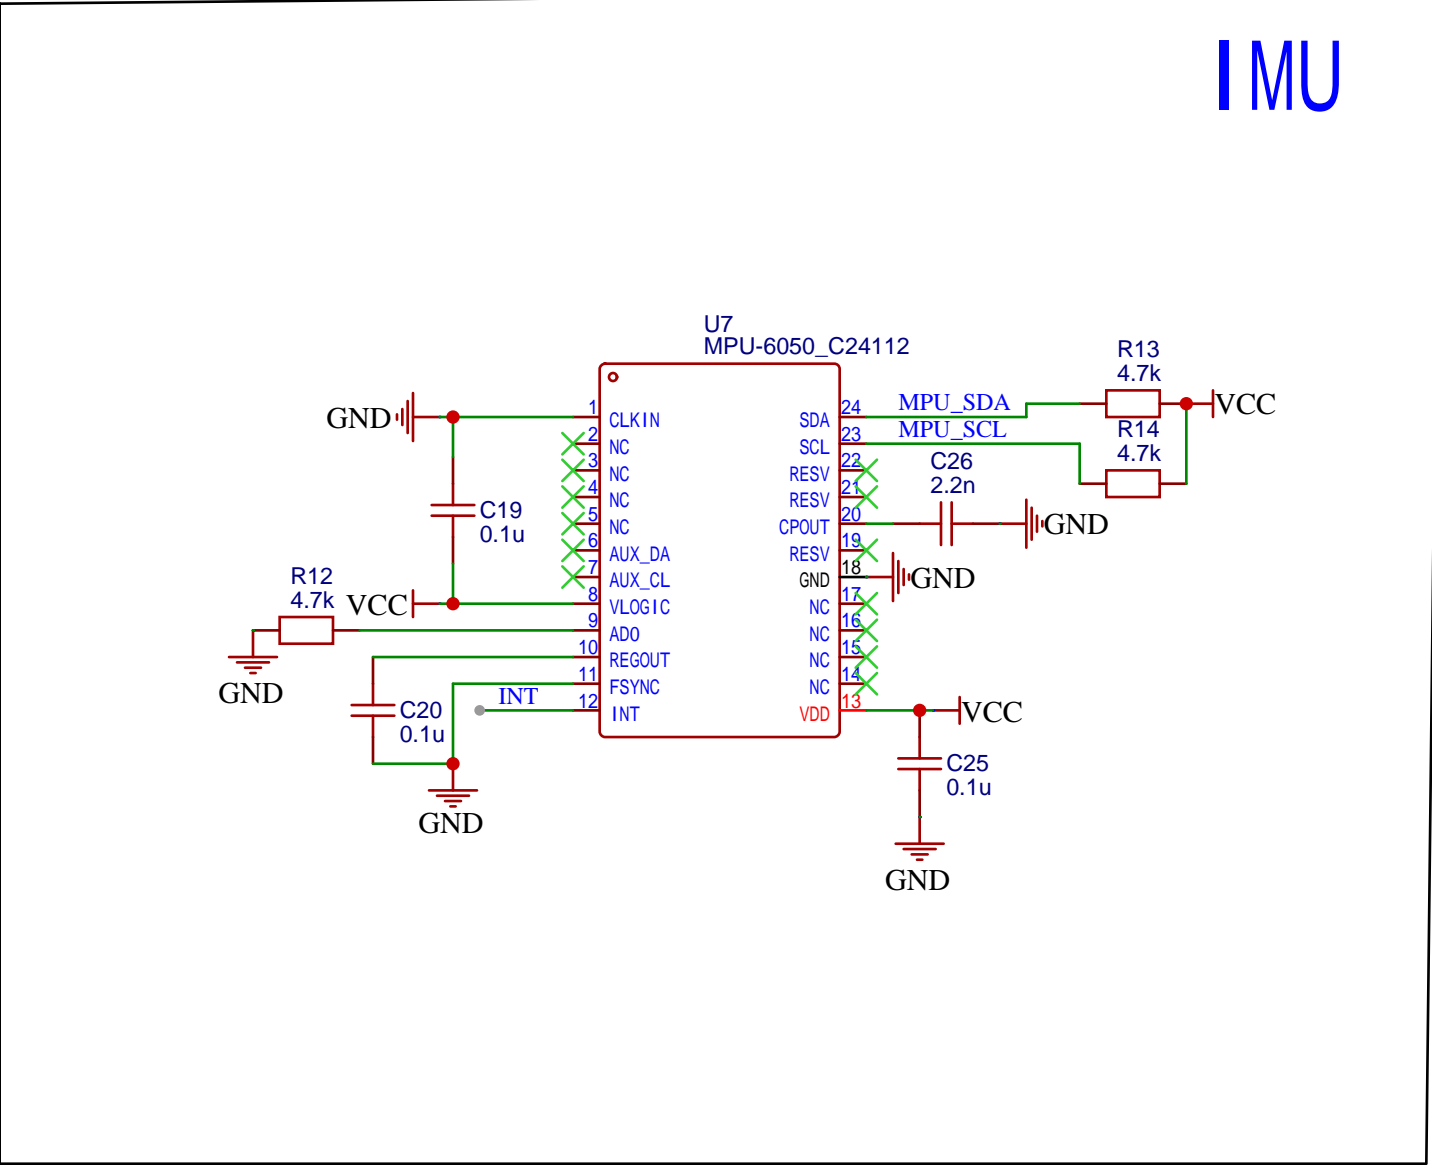 IMU
U7
MPU-6050_C24112
R13
4.7k
GND
1
CLKIN
SDA
24
MPU_SDA
VCC
2
NC
SCL
23
MPU_SCL
R14
4.7k
3
NC
RESV
22
C26
2.2n
4
NC
RESV
21
C19
0.1u
5
NC
CPOUT
20
GND
6
AUX_DA
RESV
19
R12
4.7k
7
AUX_CL
GND
18
GND
VCC
8
VLOGIC
NC
17
9
ADO
NC
16
GND
10
REGOUT
NC
15
11
FSYNC
NC
14
INT
12
INT
VDD
13
VCC
C20
0.1u
C25
0.1u
GND
GND